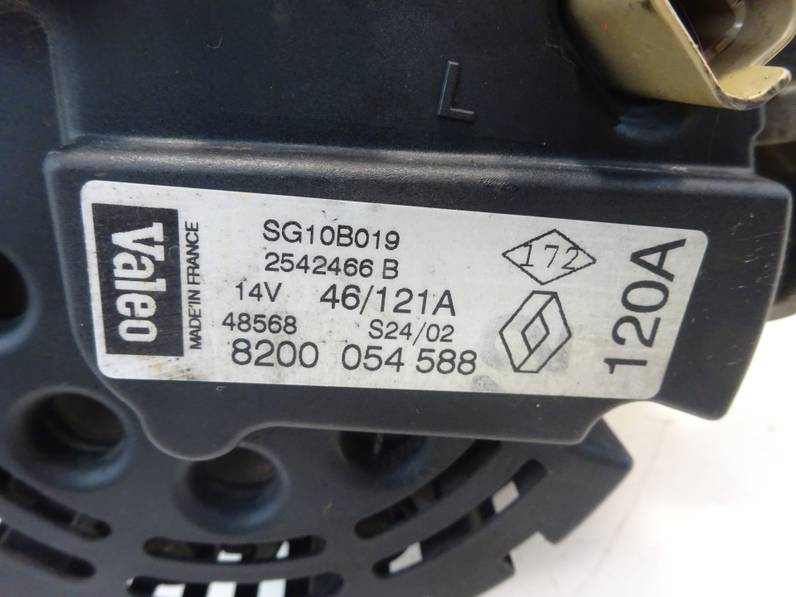 L
Valeo
MADE IN FRANCE
SG10B019
2542466 B
14V 46/121A
48568 S24/02
8200 054 588
172
120A